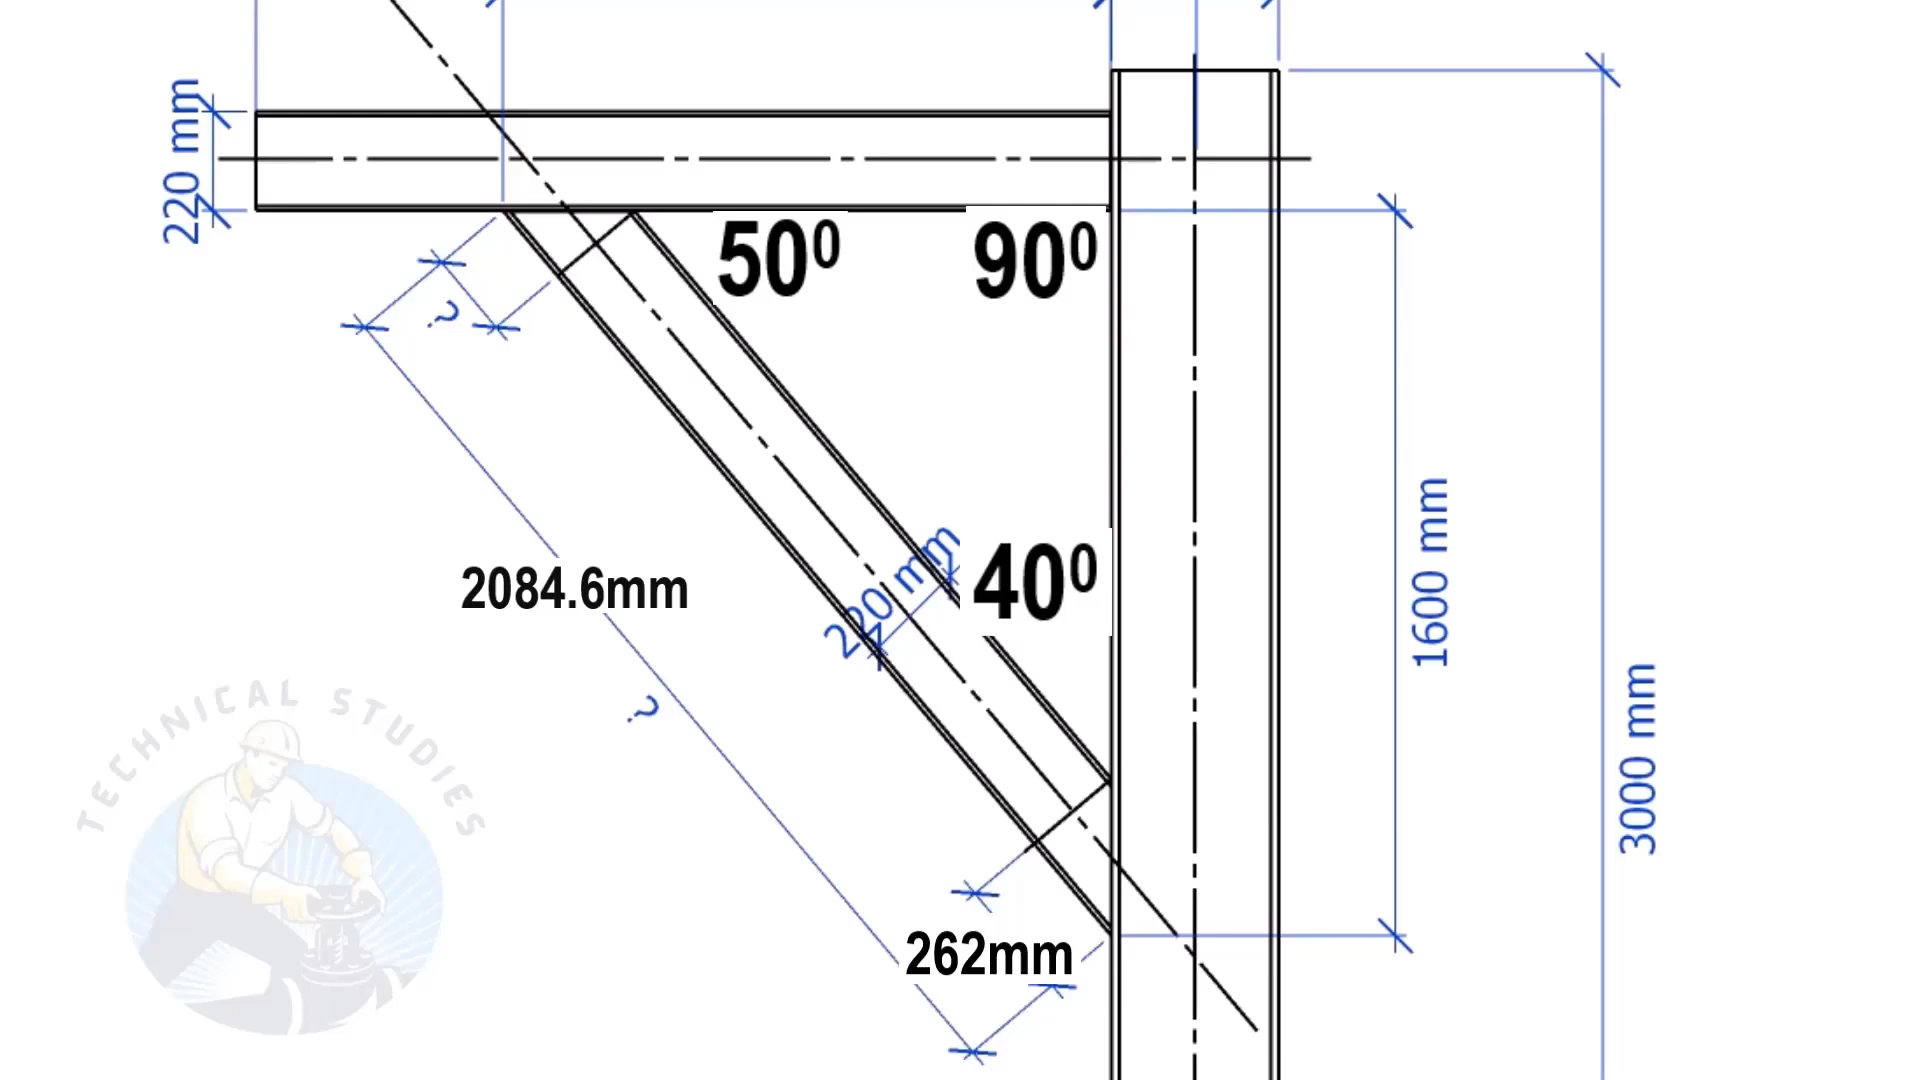 220 mm
50⁰
90⁰
?
1600 mm
220 mm
40⁰
2084.6mm
?
3000 mm
TECHNICAL STUDIES
262mm